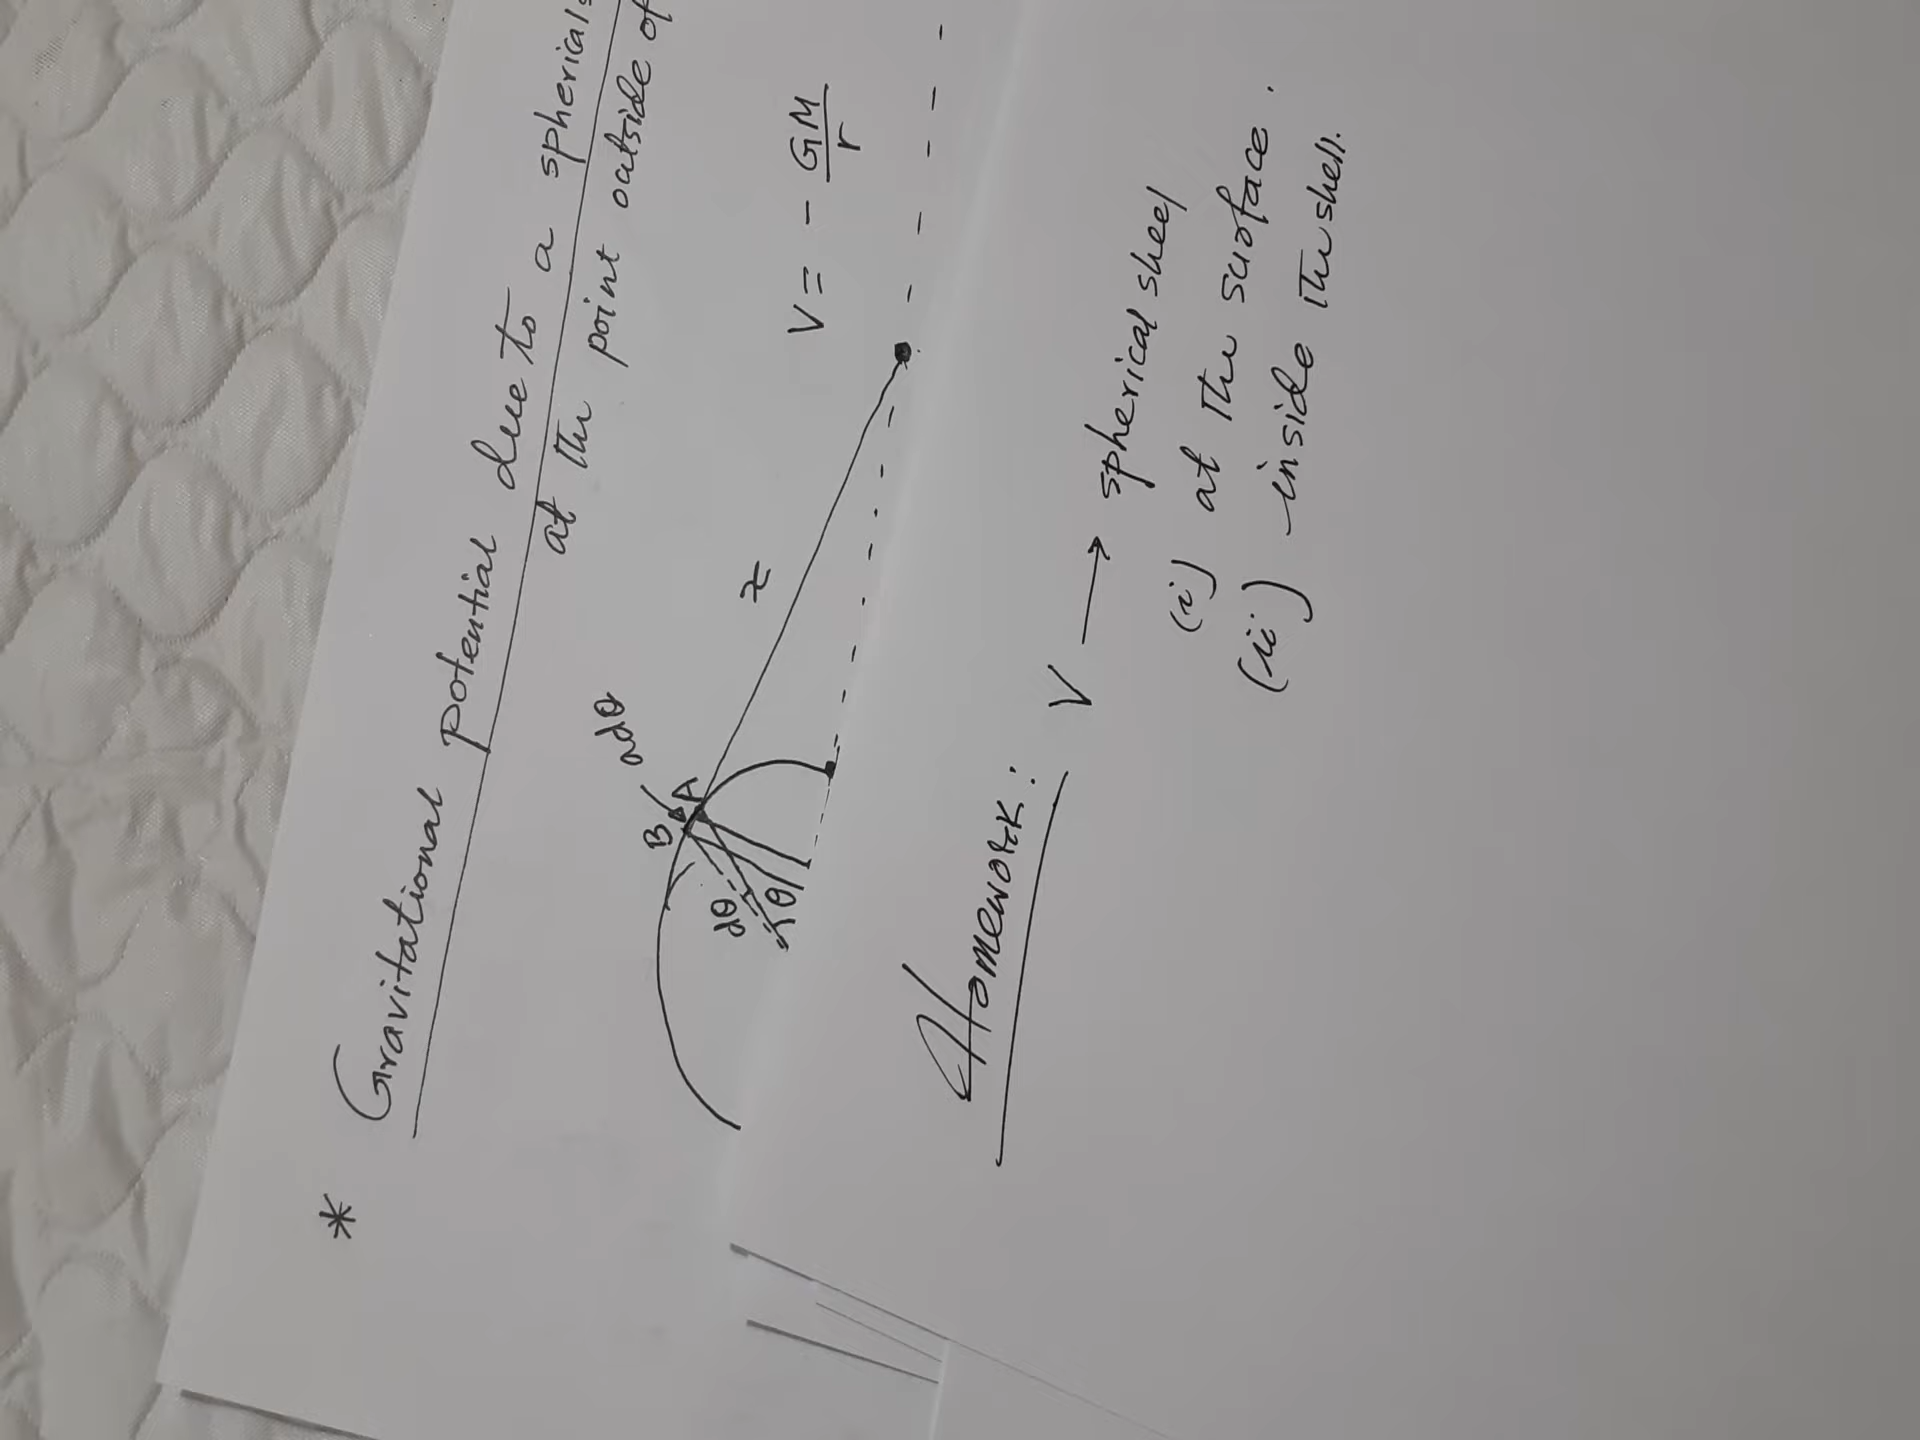 * Gravitational potential due to a spherical
at the point outside of
V = - GM/r
x
adθ
B A
dθ
θ
Homework: V → spherical sheel
(i) at the surface.
(ii) inside the shell.